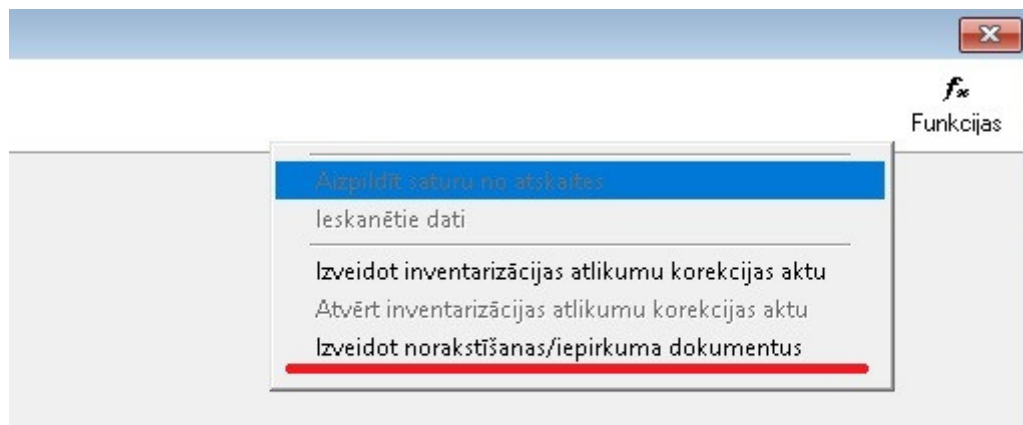 fx
Funkcijas
Aizpildīt saturu no atskaites
Ieskanētie dati
Izveidot inventarizācijas atlikumu korekcijas aktu
Atvērt inventarizācijas atlikumu korekcijas aktu
Izveidot norakstīšanas/iepirkuma dokumentus